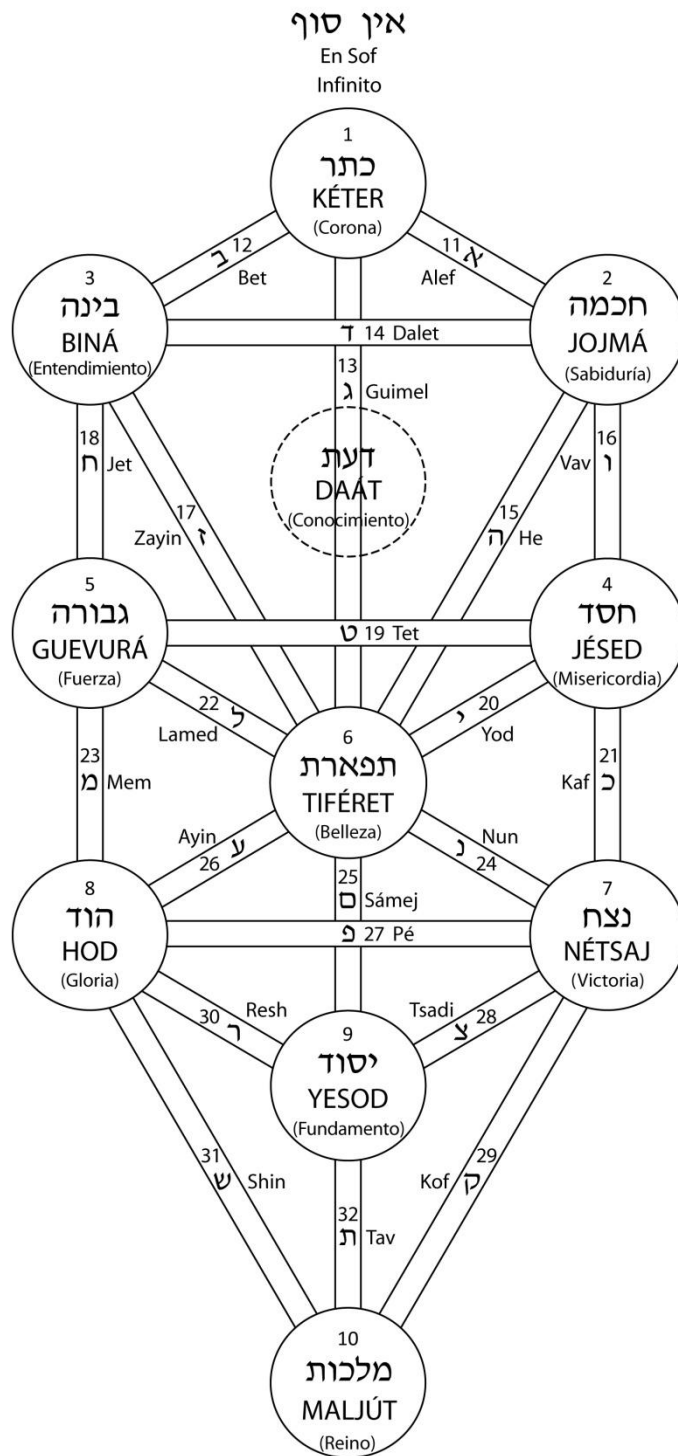 אין סוף
En Sof
Infinito
1
כתר
KÉTER
(Corona)
12
ב
Bet
11
א
Alef
3
בינה
BINÁ
(Entendimiento)
2
חכמה
JOJMÁ
(Sabiduría)
ד 14 Dalet
13
ג Guimel
דעת
DAÁT
(Conocimiento)
18
ח Jet
17
Zayin ז
15
ה He
16
Vav ו
5
גבורה
GUEVURÁ
(Fuerza)
4
חסד
JÉSED
(Misericordia)
ט 19 Tet
22
ל
Lamed
20
י
Yod
6
תפארת
TIFÉRET
(Belleza)
23
מ Mem
21
Kaf כ
Ayin
ע
26
Nun
נ
24
25
ם Sámej
8
הוד
HOD
(Gloria)
7
נצח
NÉTSAJ
(Victoria)
פ 27 Pé
Resh
30 ר
Tsadi
צ 28
9
יסוד
YESOD
(Fundamento)
31
ש Shin
29
Kof ק
32
ת Tav
10
מלכות
MALJÚT
(Reino)